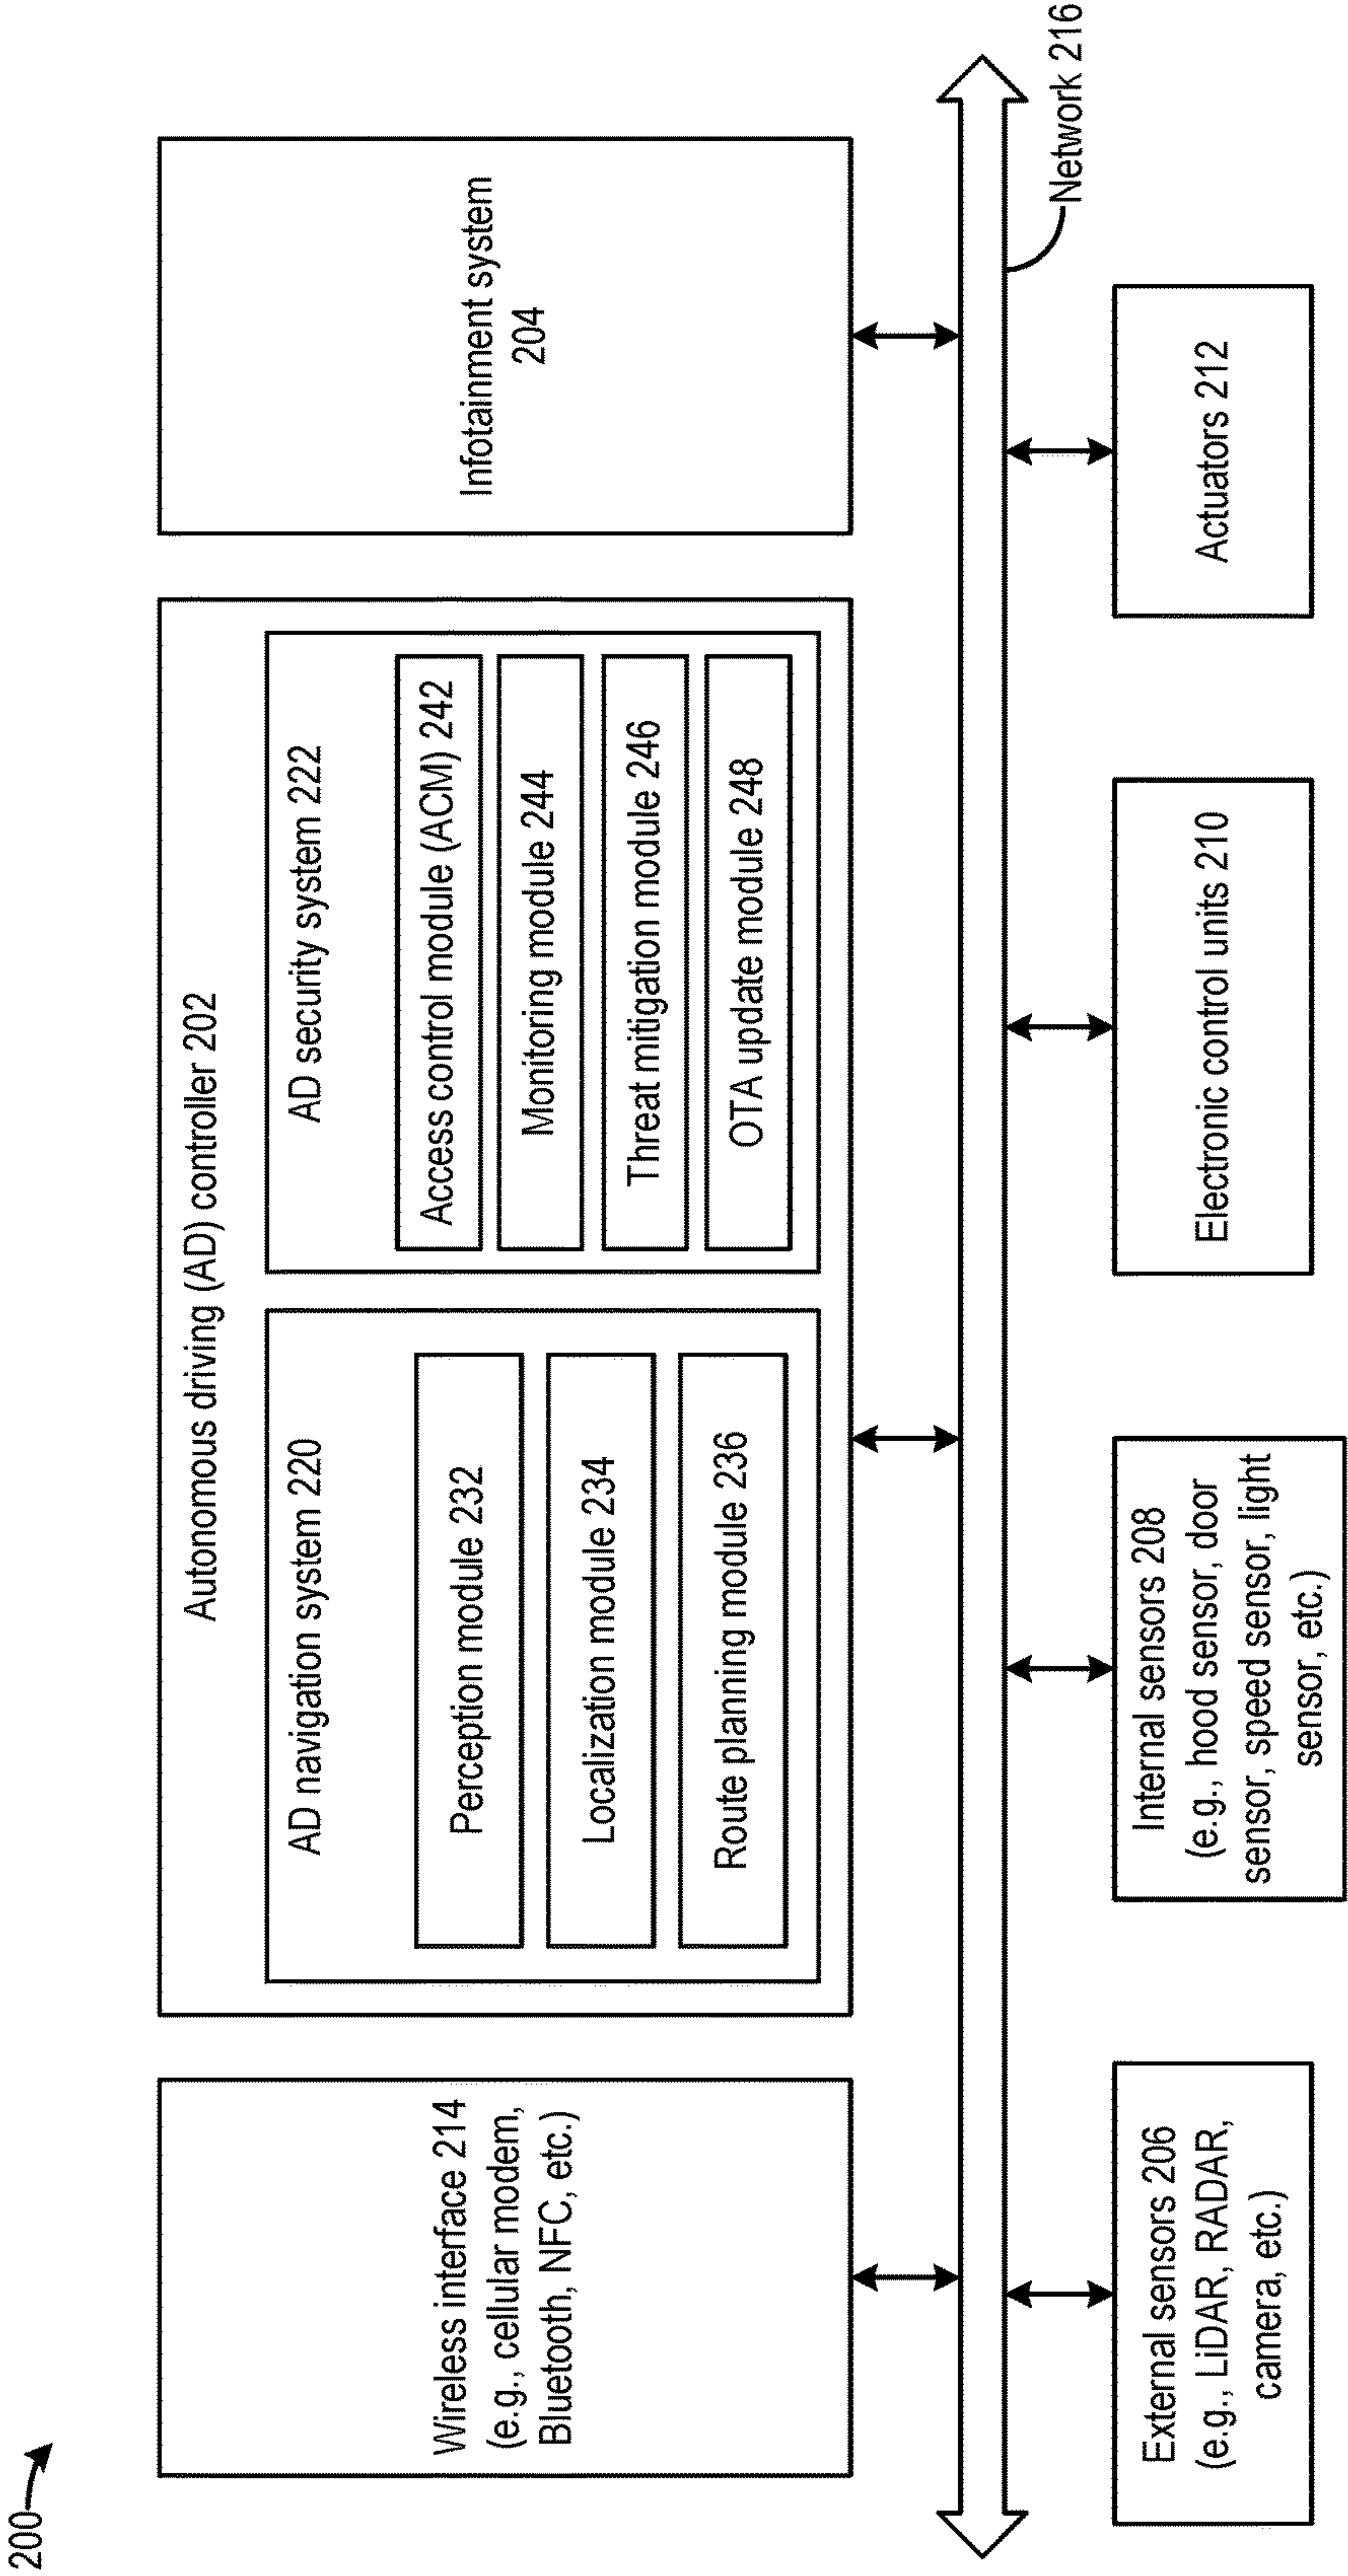 200
Wireless interface 214
(e.g., cellular modem,
Bluetooth, NFC, etc.)
Autonomous driving (AD) controller 202
AD navigation system 220
Perception module 232
Localization module 234
Route planning module 236
AD security system 222
Access control module (ACM) 242
Monitoring module 244
Threat mitigation module 246
OTA update module 248
Infotainment system
204
Network 216
External sensors 206
(e.g., LiDAR, RADAR,
camera, etc.)
Internal sensors 208
(e.g., hood sensor, door
sensor, speed sensor, light
sensor, etc.)
Electronic control units 210
Actuators 212